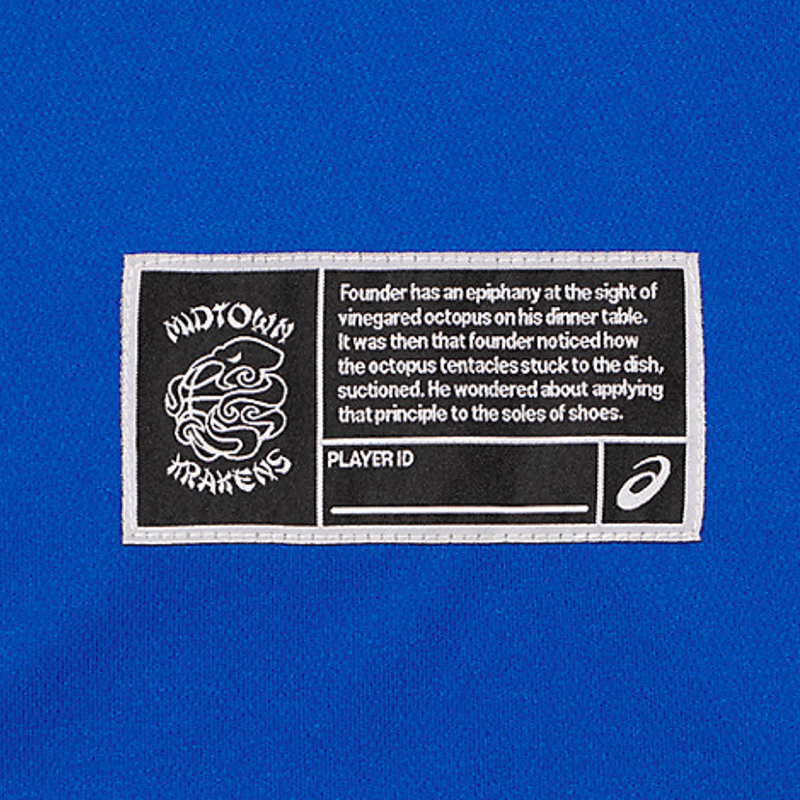 MIDTOWN
KRAKENS
Founder has an epiphany at the sight of
vinegared octopus on his dinner table.
It was then that founder noticed how
the octopus tentacles stuck to the dish,
suctioned. He wondered about applying
that principle to the soles of shoes.
PLAYER ID